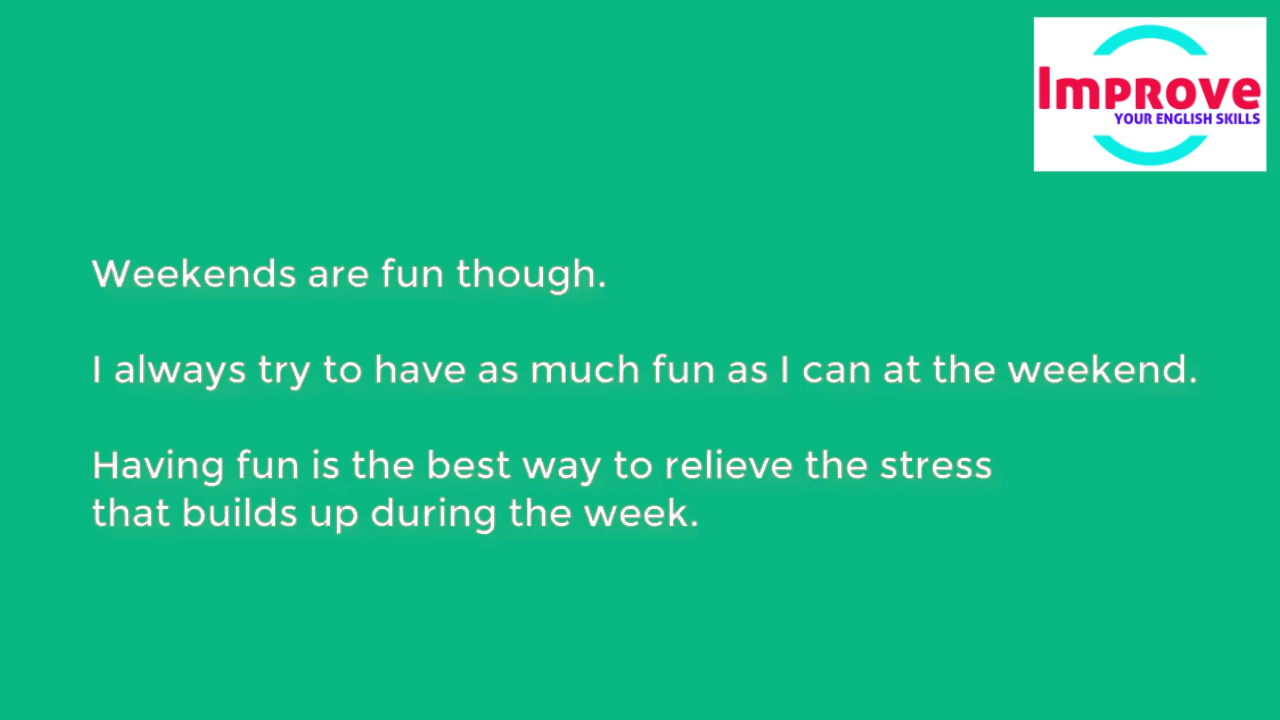 Improve
YOUR ENGLISH SKILLS
Weekends are fun though.
I always try to have as much fun as I can at the weekend.
Having fun is the best way to relieve the stress
that builds up during the week.